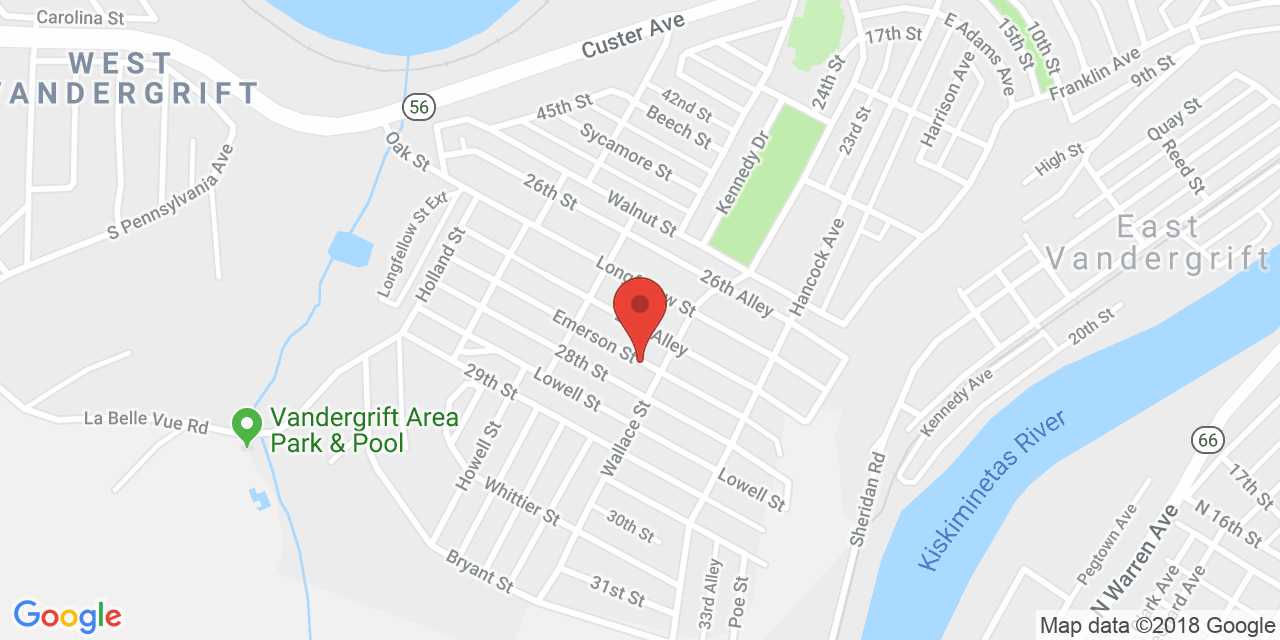 Carolina St
WEST
VANDERGRIFT
Custer Ave
56
45th St
42nd St
Beech St
Sycamore St
Oak St
26th St
Walnut St
Kennedy Dr
24th St
17th St
23rd St
E Adams Ave
15th St
10th St
Harrison Ave
Franklin Ave
9th St
Quay St
Reed St
High St
East
Vandergrift
S Pennsylvania Ave
Longfellow St Ext
Holland St
26th Alley
Hancock Ave
St
Alley
Emerson St
28th St
Lowell St
29th St
20th St
Kennedy Ave
La Belle Vue Rd
Vandergrift Area
Park & Pool
Howell St
Wallace St
Whittier St
Lowell St
30th St
31st St
Bryant St
33rd Alley
Poe St
Sheridan Rd
Kiskiminetas River
66
17th St
N 16th St
Pegtown Ave
N Warren Ave
Google
Map data ©2018 Google